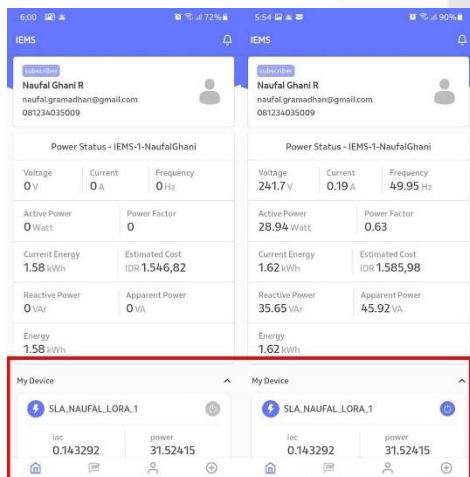 6:00
72%
IEMS
subscriber
Naufal Ghani R
naufal.gramadhan@gmail.com
081234035009
Power Status - IEMS-1-NaufalGhani
Voltage Current Frequency
0 V 0 A 0 Hz
Active Power Power Factor
0 Watt 0
Current Energy Estimated Cost
1.58 kWh IDR 1.546,82
Reactive Power Apparent Power
0 VAr 0 VA
Energy
1.58 kWh
My Device
SLA_NAUFAL_LORA_1
iac power
0.143292 31.52415
5:54
90%
IEMS
subscriber
Naufal Ghani R
naufal.gramadhan@gmail.com
081234035009
Power Status - IEMS-1-NaufalGhani
Voltage Current Frequency
241.7 V 0.19 A 49.95 Hz
Active Power Power Factor
28.94 Watt 0.63
Current Energy Estimated Cost
1.62 kWh IDR 1.585,98
Reactive Power Apparent Power
35.65 VAr 45.92 VA
Energy
1.62 kWh
My Device
SLA_NAUFAL_LORA_1
iac power
0.143292 31.52415